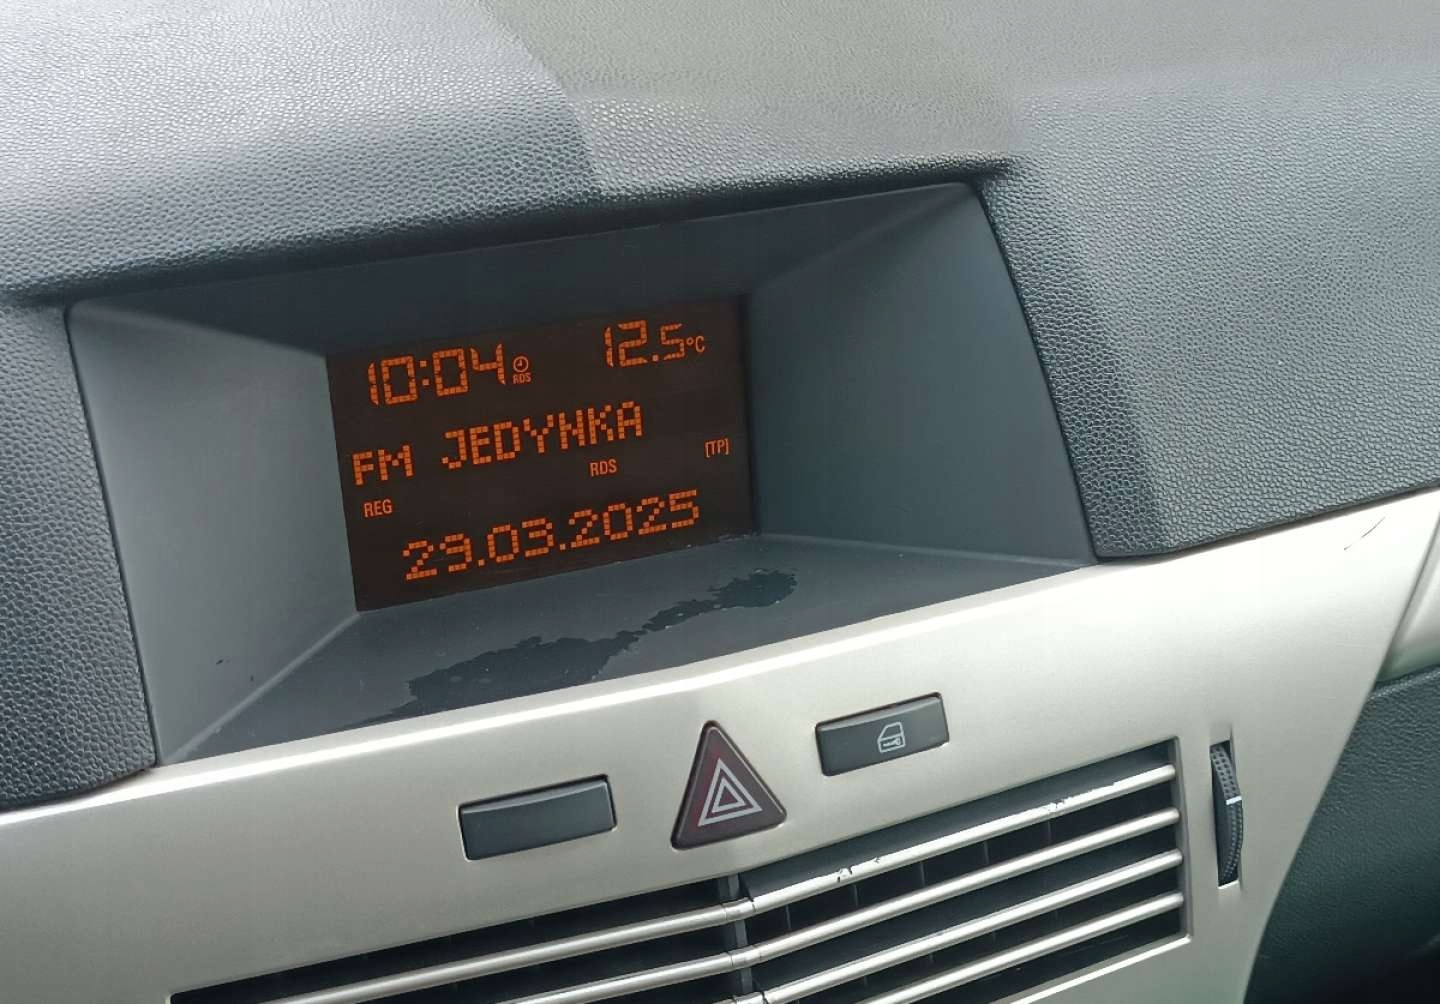 10:04 RDS 12.5°C
FM JEDYNKA
REG RDS [TP]
29.03.2025